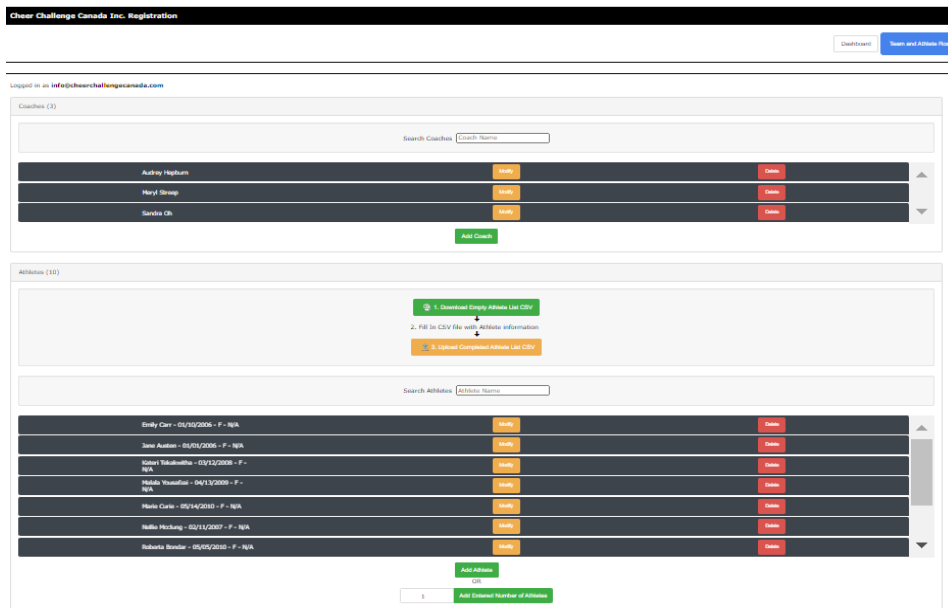 Cheer Challenge Canada Inc. Registration
Dashboard
Team and Athlete Ros
Logged in as info@cheerchallengecanada.com
Coaches (3)
Search Coaches Coach Name
Audrey Hepburn Modify Delete
Meryl Streep Modify Delete
Sandra Oh Modify Delete
Add Coach
Athletes (10)
1. Download Empty Athlete List CSV
2. Fill In CSV file with Athlete information
3. Upload Completed Athlete List CSV
Search Athletes Athlete Name
Emily Carr - 01/10/2006 - F - N/A Modify Delete
Jane Austen - 01/01/2006 - F - N/A Modify Delete
Kateri Tekakwitha - 03/12/2008 - F -
N/A Modify Delete
Malala Yousafzai - 04/13/2009 - F -
N/A Modify Delete
Marie Curie - 05/14/2010 - F - N/A Modify Delete
Nellie Mcclung - 02/11/2007 - F - N/A Modify Delete
Roberta Bondar - 05/05/2010 - F - N/A Modify Delete
Add Athlete
OR
1 Add Entered Number of Athletes